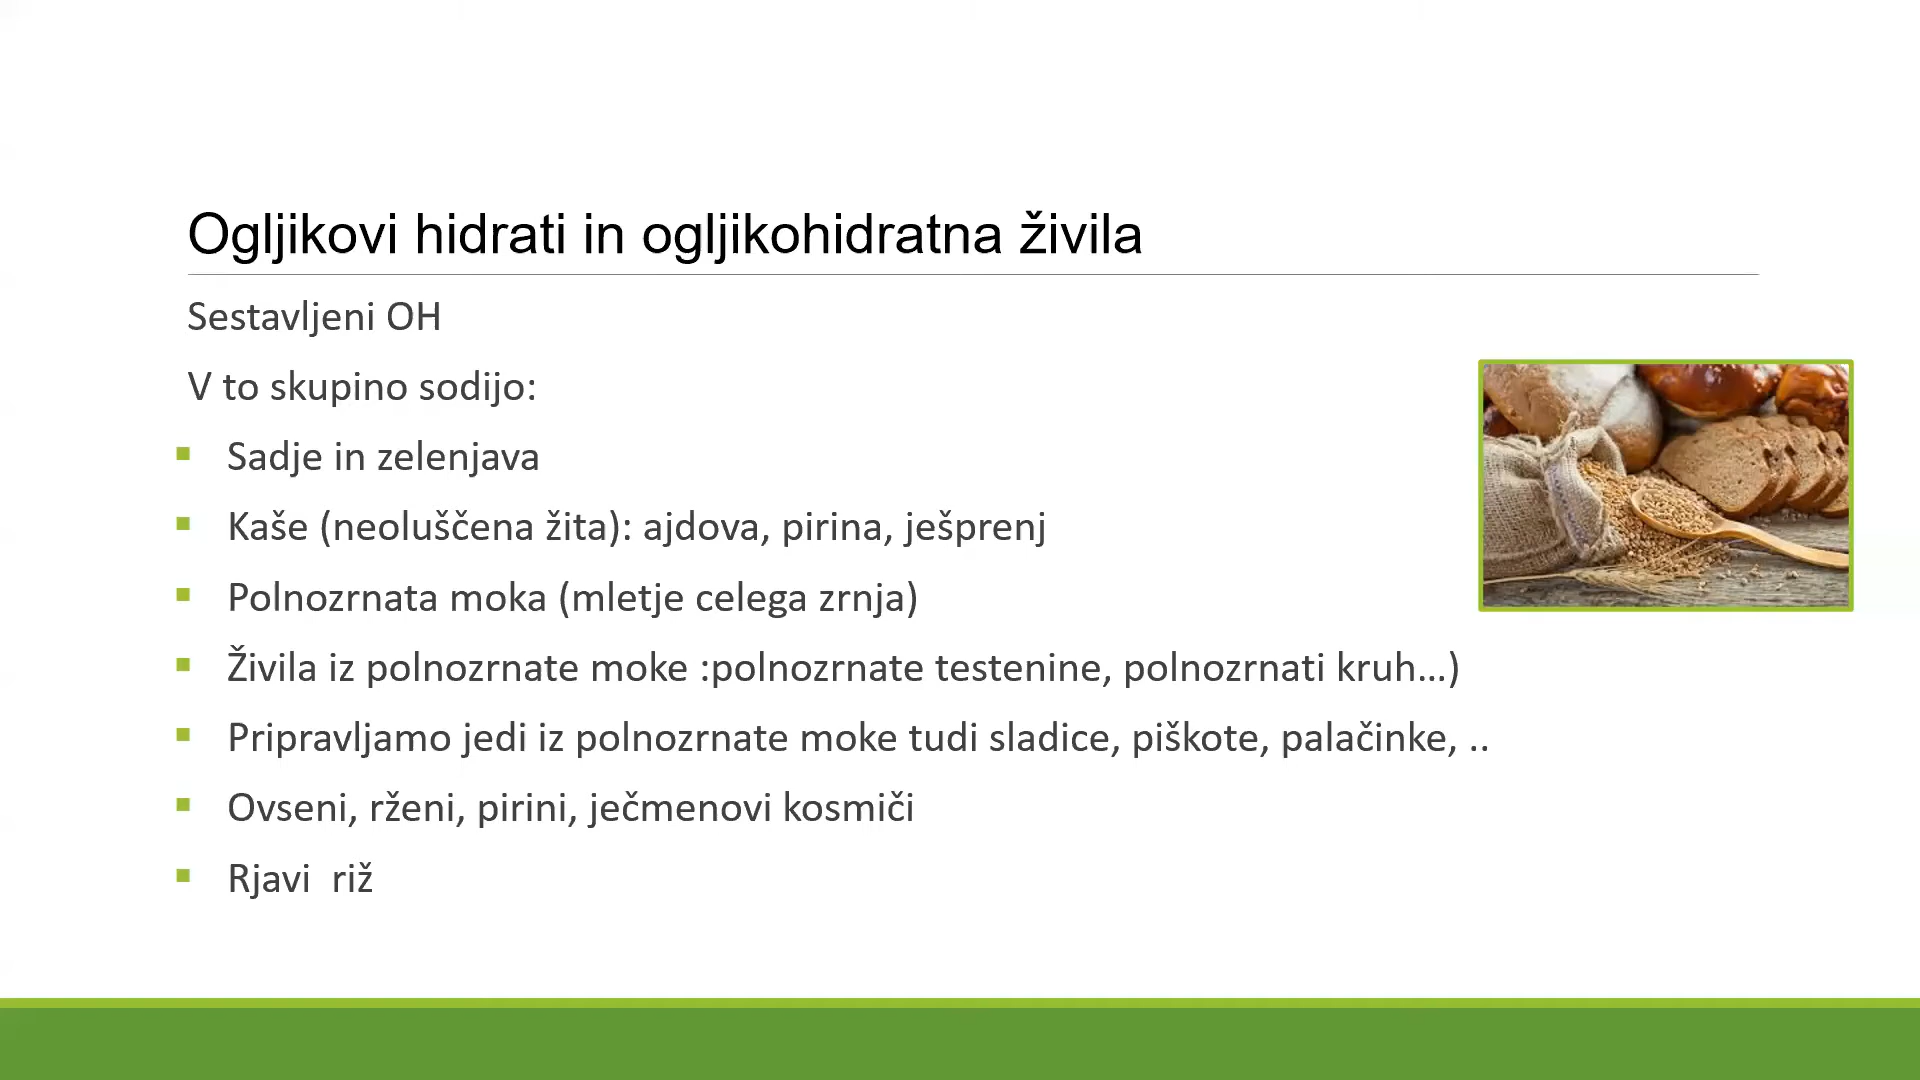 Ogljikovi hidrati in ogljikohidratna živila
Sestavljeni OH
V to skupino sodijo:
Sadje in zelenjava
Kaše (neoluščena žita): ajdova, pirina, ješprenj
Polnozrnata moka (mletje celega zrnja)
Živila iz polnozrnate moke :polnozrnate testenine, polnozrnati kruh…)
Pripravljamo jedi iz polnozrnate moke tudi sladice, piškote, palačinke, ..
Ovseni, rženi, pirini, ječmenovi kosmiči
Rjavi  riž